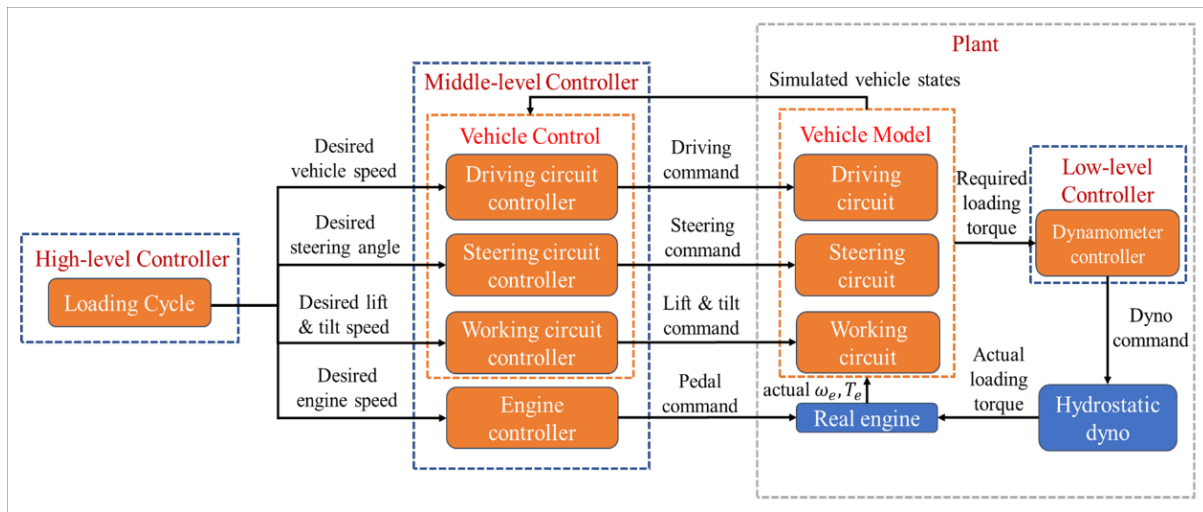 Plant
Middle-level Controller
Simulated vehicle states
Vehicle Control
Vehicle Model
Desired
vehicle speed
Driving circuit
controller
Driving
command
Driving
circuit
Required
loading
torque
Low-level
Controller
Dynamometer
controller
High-level Controller
Loading Cycle
Desired
steering angle
Steering circuit
controller
Steering
command
Steering
circuit
Desired lift
& tilt speed
Working circuit
controller
Lift & tilt
command
Working
circuit
Dyno
command
Desired
engine speed
Engine
controller
Pedal
command
actual ωₑ, Tₑ
Real engine
Actual
loading
torque
Hydrostatic
dyno